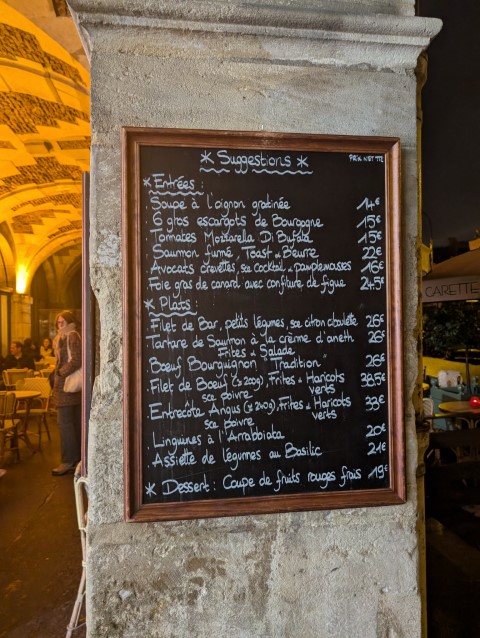 * Suggestions *
PRIX NET TTC
* Entrées :
. Soupe à l'oignon gratinée 14€
. 6 gros escargots de Bourgogne 15€
. Tomates Mozzarella Di Bufala 15€
. Saumon fumé, Toast & Beurre 22€
. Avocats crevettes, sce cocktail & pamplemousses 16€
. Foie gras de canard avec confiture de figue 24,5€
* Plats :
. Filet de Bar, petits légumes, sce citron ciboulette 26€
. Tartare de Saumon à la crème d'aneth 26€
Frites & Salade
. Boeuf Bourguignon "Tradition" 26€
. Filet de Boeuf (≈200g), Frites & Haricots verts 38,5€
sce poivre
. Entrecôte Angus (≈240g), Frites & Haricots verts 33€
sce Poivre
. Linguines à l'Arrabbiata 20€
. Assiette de légumes au Basilic 21€
* Dessert : Coupe de fruits rouges frais 19€
CARETTE